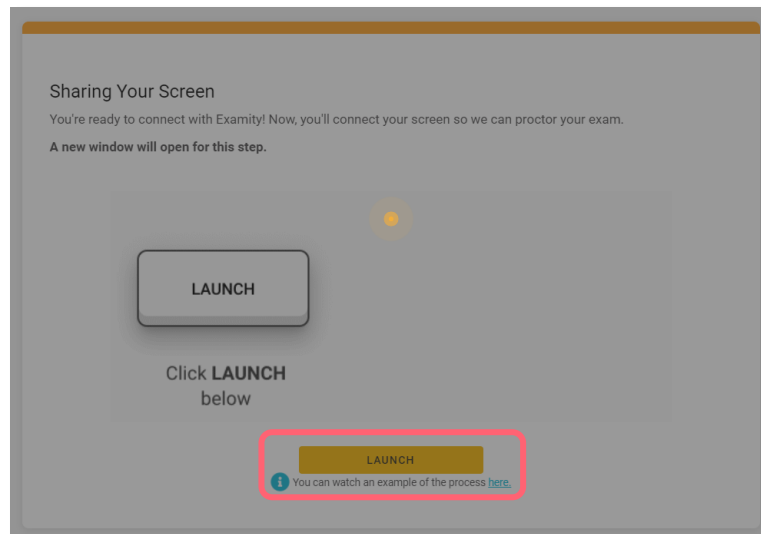 Sharing Your Screen
You're ready to connect with Examity! Now, you'll connect your screen so we can proctor your exam.
A new window will open for this step.
LAUNCH
Click LAUNCH
below
LAUNCH
i You can watch an example of the process here.